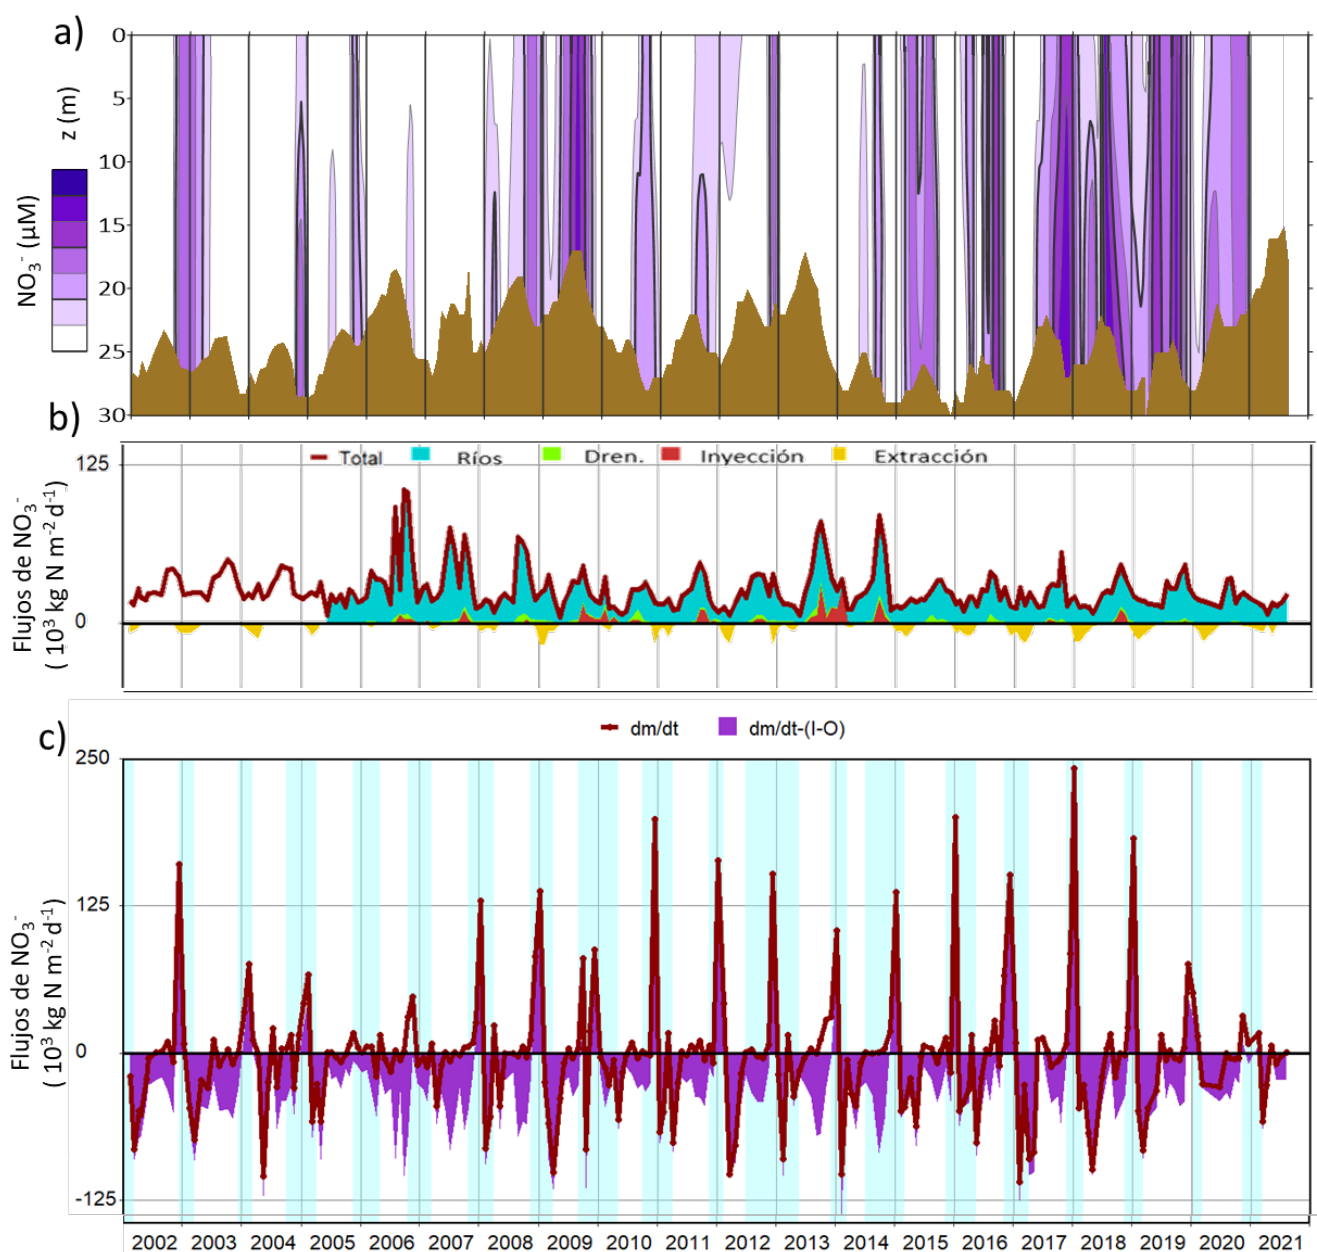 a)
0
5
10
15
20
25
30
z (m)
NO₃⁻ (µM)
b)
Total Ríos Dren. Inyección Extracción
125
0
Flujos de NO₃⁻
( 10³ kg N m⁻² d⁻¹)
c)
dm/dt dm/dt-(I-O)
250
125
0
-125
Flujos de NO₃⁻
( 10³ kg N m⁻² d⁻¹)
2002 2003 2004 2005 2006 2007 2008 2009 2010 2011 2012 2013 2014 2015 2016 2017 2018 2019 2020 2021